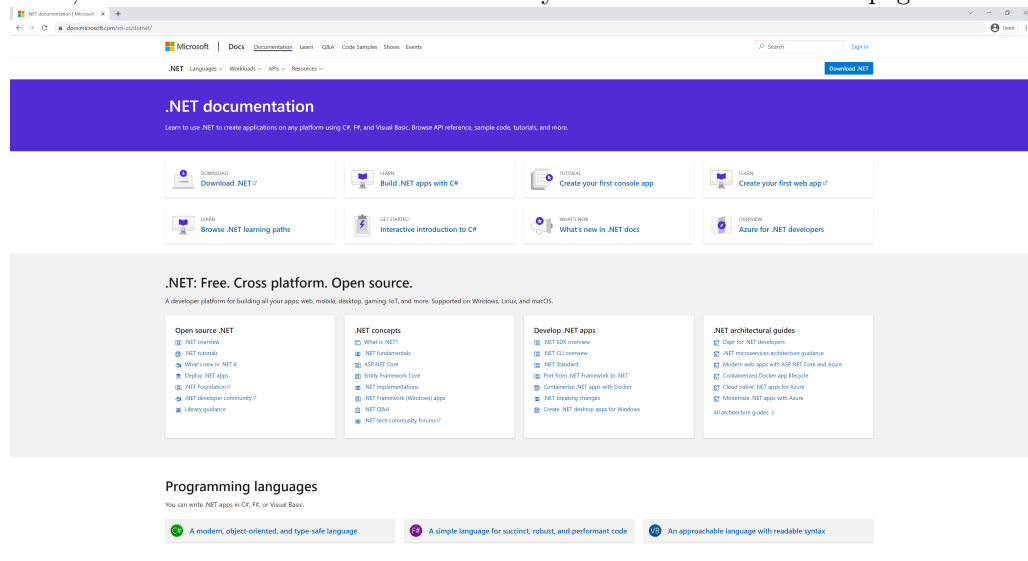 .NET documentation | Microsoft
Guest
docs.microsoft.com/en-us/dotnet/
Microsoft | Docs Documentation Learn Q&A Code Samples Shows Events
Search
Sign in
.NET Languages Workloads APIs Resources
Download .NET
.NET documentation
Learn to use .NET to create applications on any platform using C#, F#, and Visual Basic. Browse API reference, sample code, tutorials, and more.
DOWNLOAD
Download .NET
LEARN
Build .NET apps with C#
TUTORIAL
Create your first console app
LEARN
Create your first web app
LEARN
Browse .NET learning paths
GET STARTED
Interactive introduction to C#
WHAT'S NEW
What's new in .NET docs
OVERVIEW
Azure for .NET developers
.NET: Free. Cross platform. Open source.
A developer platform for building all your apps: web, mobile, desktop, gaming, IoT, and more. Supported on Windows, Linux, and macOS.
Open source .NET
.NET overview
.NET tutorials
What's new in .NET 6
Deploy .NET apps
.NET Foundation
.NET developer community
Library guidance
.NET concepts
What is .NET?
.NET fundamentals
ASP.NET Core
Entity Framework Core
.NET implementations
.NET Framework (Windows) apps
.NET Q&A
.NET tech community forums
Develop .NET apps
.NET SDK overview
.NET CLI overview
.NET Standard
Port from .NET Framework to .NET
Containerize .NET apps with Docker
.NET breaking changes
Create .NET desktop apps for Windows
.NET architectural guides
Dapr for .NET developers
.NET microservices architecture guidance
Modern web apps with ASP.NET Core and Azure
Containerized Docker app lifecycle
Cloud native .NET apps for Azure
Modernize .NET apps with Azure
All architecture guides
Programming languages
You can write .NET apps in C#, F#, or Visual Basic.
C# A modern, object-oriented, and type-safe language
F# A simple language for succinct, robust, and performant code
VB An approachable language with readable syntax